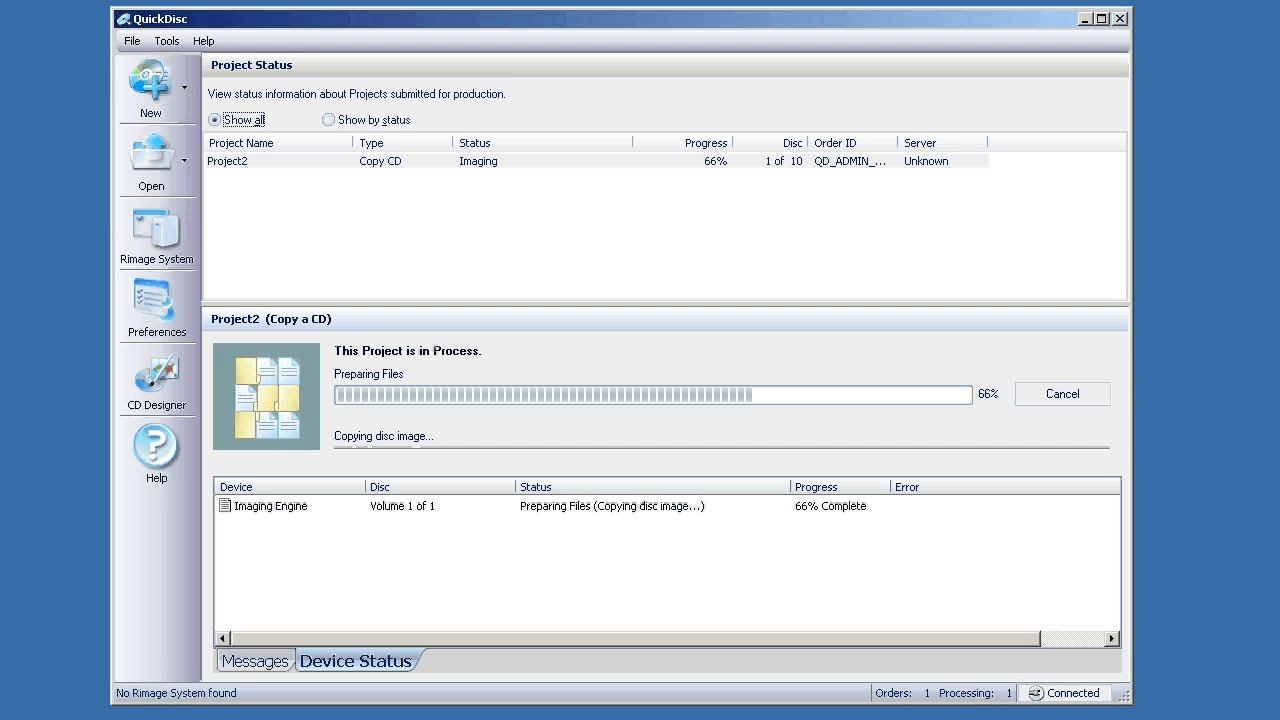 QuickDisc
File Tools Help
New
Open
Rimage System
Preferences
CD Designer
Help
Project Status
View status information about Projects submitted for production.
Show all Show by status
Project Name Type Status Progress Disc Order ID Server
Project2 Copy CD Imaging 66% 1 of 10 QD_ADMIN_... Unknown
Project2 (Copy a CD)
This Project is in Process.
Preparing Files
66% Cancel
Copying disc image...
Device Disc Status Progress Error
Imaging Engine Volume 1 of 1 Preparing Files (Copying disc image...) 66% Complete
Messages Device Status
No Rimage System found Orders: 1 Processing: 1 Connected